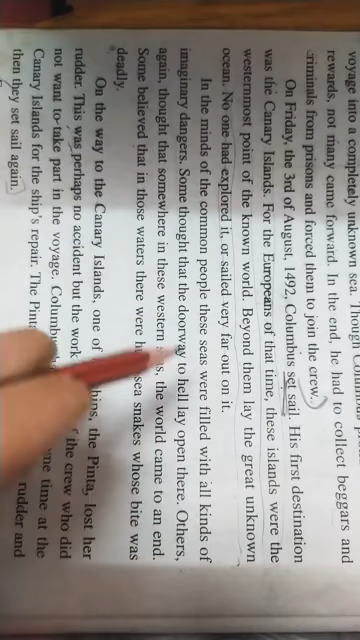 voyage into a completely unknown sea. Though
rewards, not many came forward. In the end, he had to collect beggars and
criminals from prisons and forced them to join the crew.
On Friday, the 3rd of August, 1492, Columbus set sail. His first destination
was the Canary Islands. For the Europeans of that time, these islands were the
westernmost point of the known world. Beyond them lay the great unknown
ocean. No one had explored it, or sailed very far out on it.
In the minds of the common people these seas were filled with all kinds of
imaginary dangers. Some thought that the doorway to hell lay open there. Others,
again, thought that somewhere in these western the world came to an end.
Some believed that in those waters there were sea snakes whose bite was
deadly.
On the way to the Canary Islands, one of the Pinta, lost her
rudder. This was perhaps no accident but the work the crew who did
not want to take part in the voyage. time at the
Canary Islands for the ship's repair. The rudder and
then they set sail again.